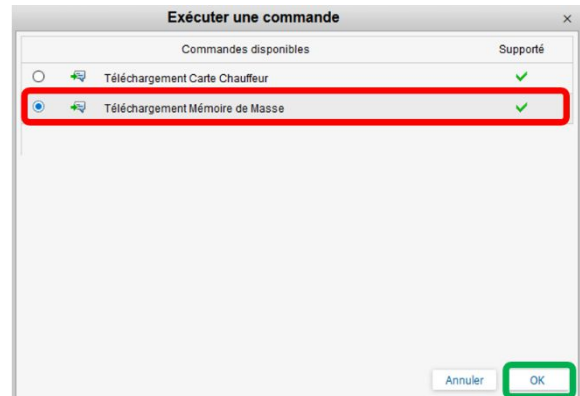 Exécuter une commande ×
Commandes disponibles Supporté
Téléchargement Carte Chauffeur
Téléchargement Mémoire de Masse
Annuler OK